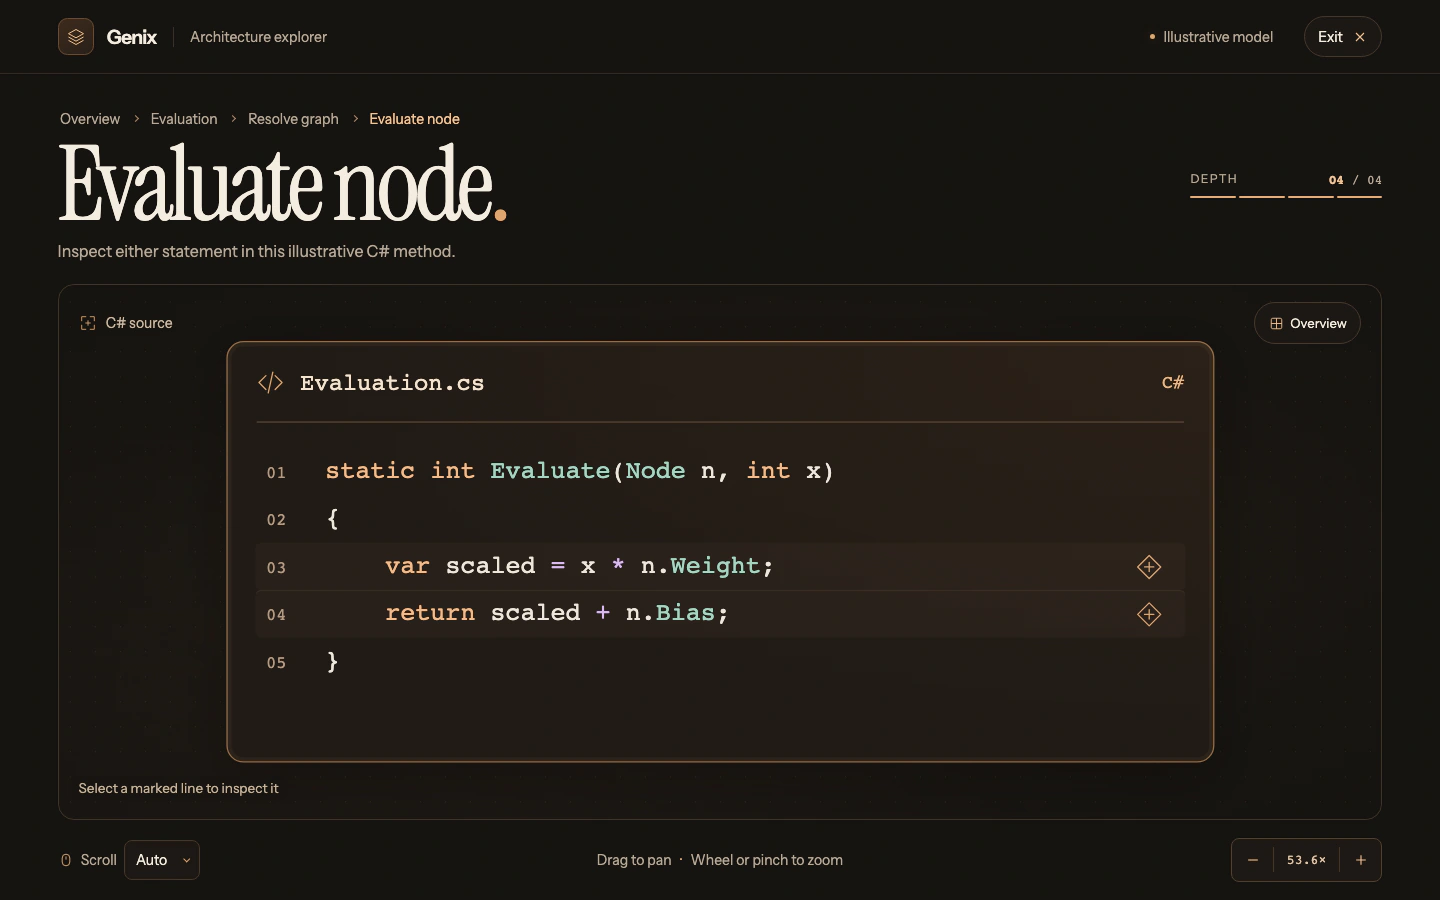 Genix Architecture explorer Illustrative model Exit
Overview Evaluation Resolve graph Evaluate node
Evaluate node.
DEPTH 04 / 04
Inspect either statement in this illustrative C# method.
C# source Overview
Evaluation.cs C#
01 static int Evaluate(Node n, int x)
02 {
03 var scaled = x * n.Weight;
04 return scaled + n.Bias;
05 }
Select a marked line to inspect it
Scroll Auto Drag to pan · Wheel or pinch to zoom − 53.6× +